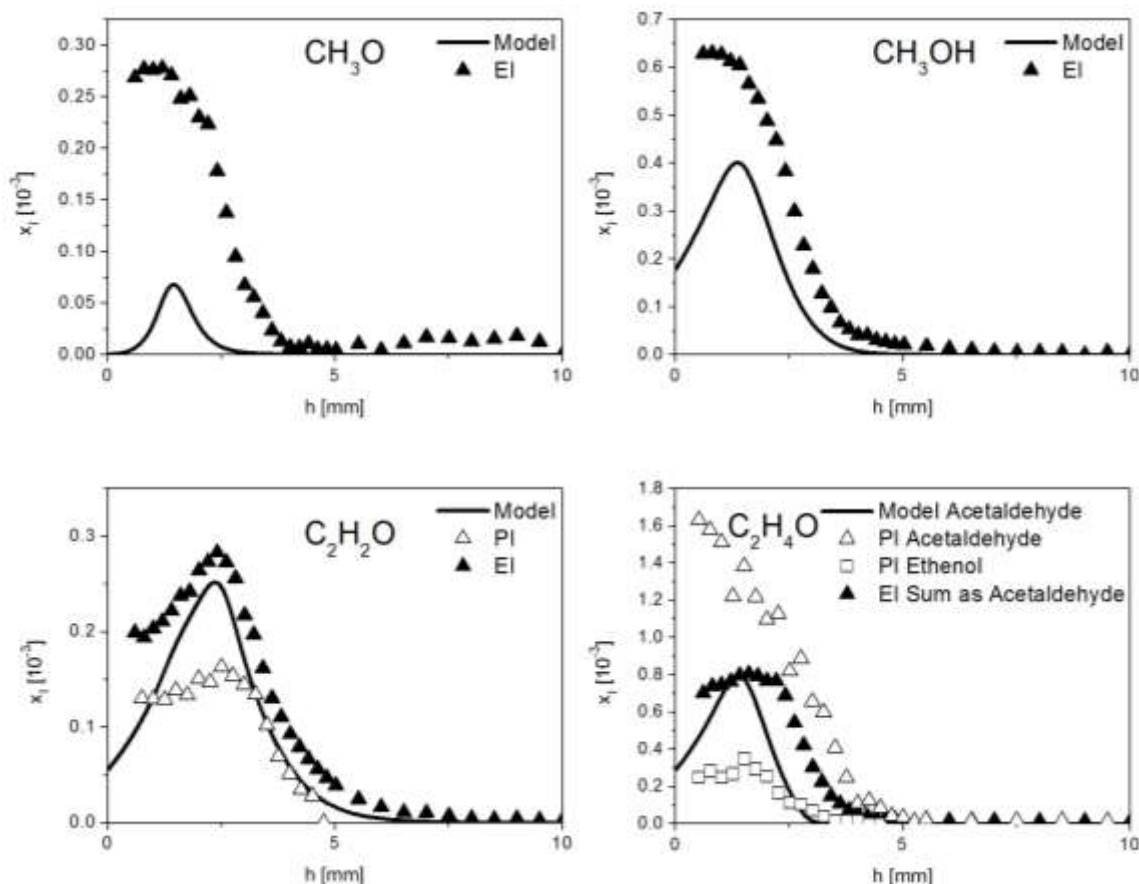 CH3O
Model
EI
0.30
0.25
0.20
0.15
0.10
0.05
0.00
xi [10-3]
0
5
10
h [mm]
CH3OH
Model
EI
0.7
0.6
0.5
0.4
0.3
0.2
0.1
0.0
xi [10-3]
0
5
10
h [mm]
C2H2O
Model
PI
EI
0.3
0.2
0.1
0.0
xi [10-3]
0
5
10
h [mm]
C2H4O
Model Acetaldehyde
PI Acetaldehyde
PI Ethenol
EI Sum as Acetaldehyde
1.8
1.6
1.4
1.2
1.0
0.8
0.6
0.4
0.2
0.0
xi [10-3]
0
5
10
h [mm]